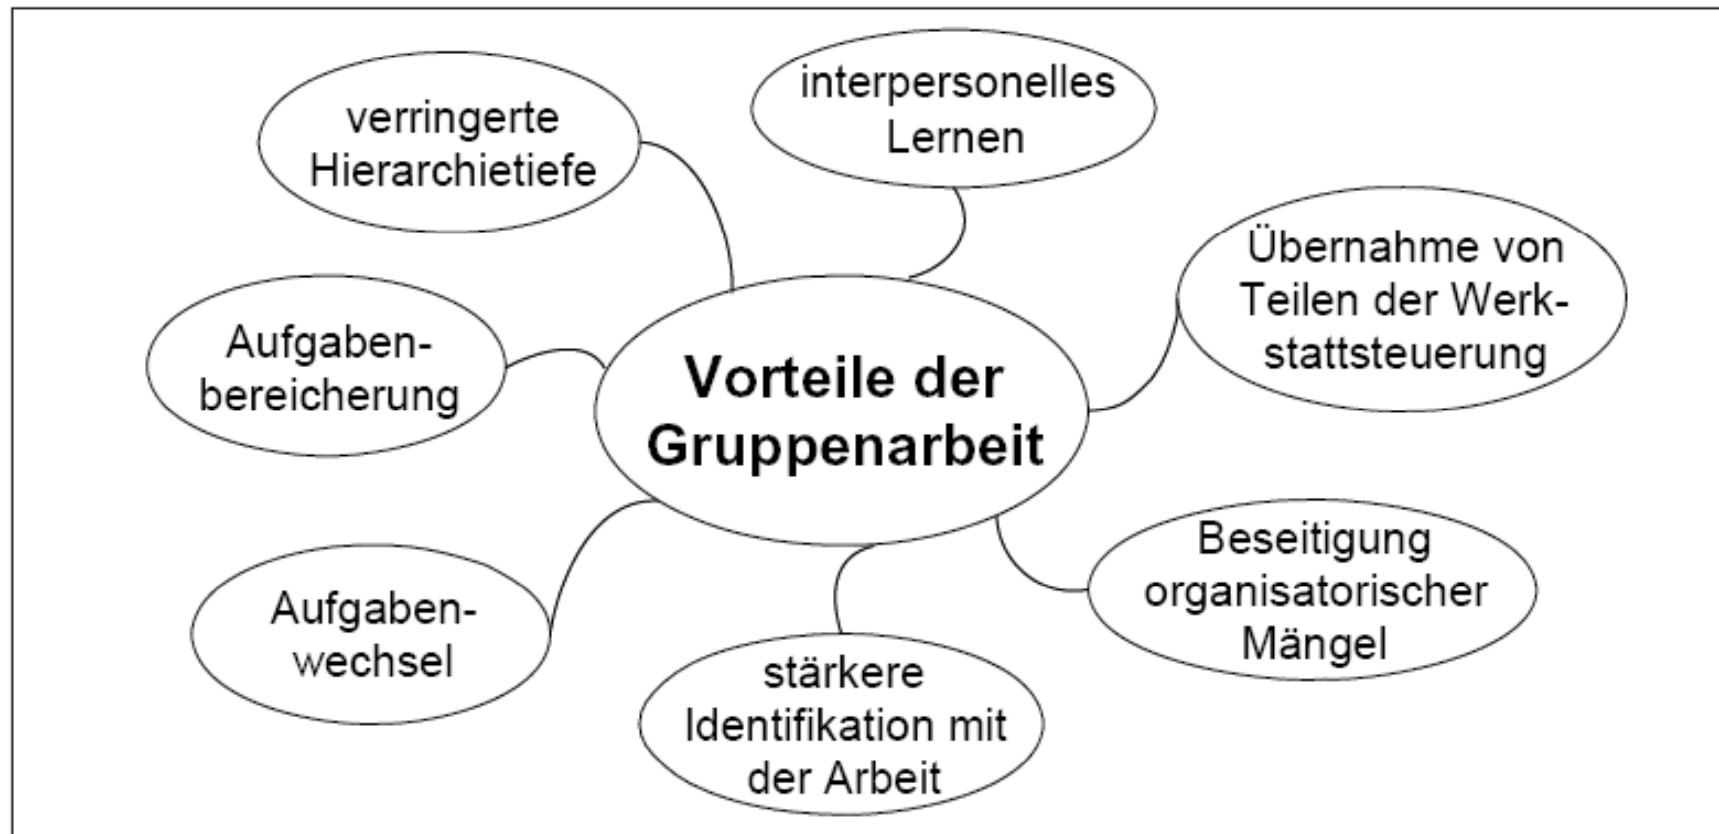 verringerte
Hierarchietiefe
interpersonelles
Lernen
Übernahme von
Teilen der Werk-
stattsteuerung
Aufgaben-
bereicherung
Vorteile der
Gruppenarbeit
Beseitigung
organisatorischer
Mängel
Aufgaben-
wechsel
stärkere
Identifikation mit
der Arbeit